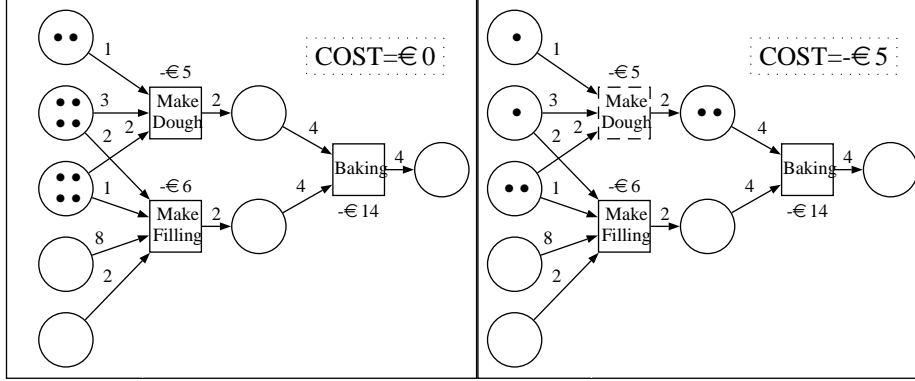 COST=€ 0
1
-€ 5
3
Make
Dough
2
2
2
4
1
-€ 6
Baking
4
4
-€ 14
Make
Filling
2
8
2
COST=-€ 5
1
-€ 5
3
Make
Dough
2
2
2
4
1
-€ 6
Baking
4
4
-€ 14
Make
Filling
2
8
2